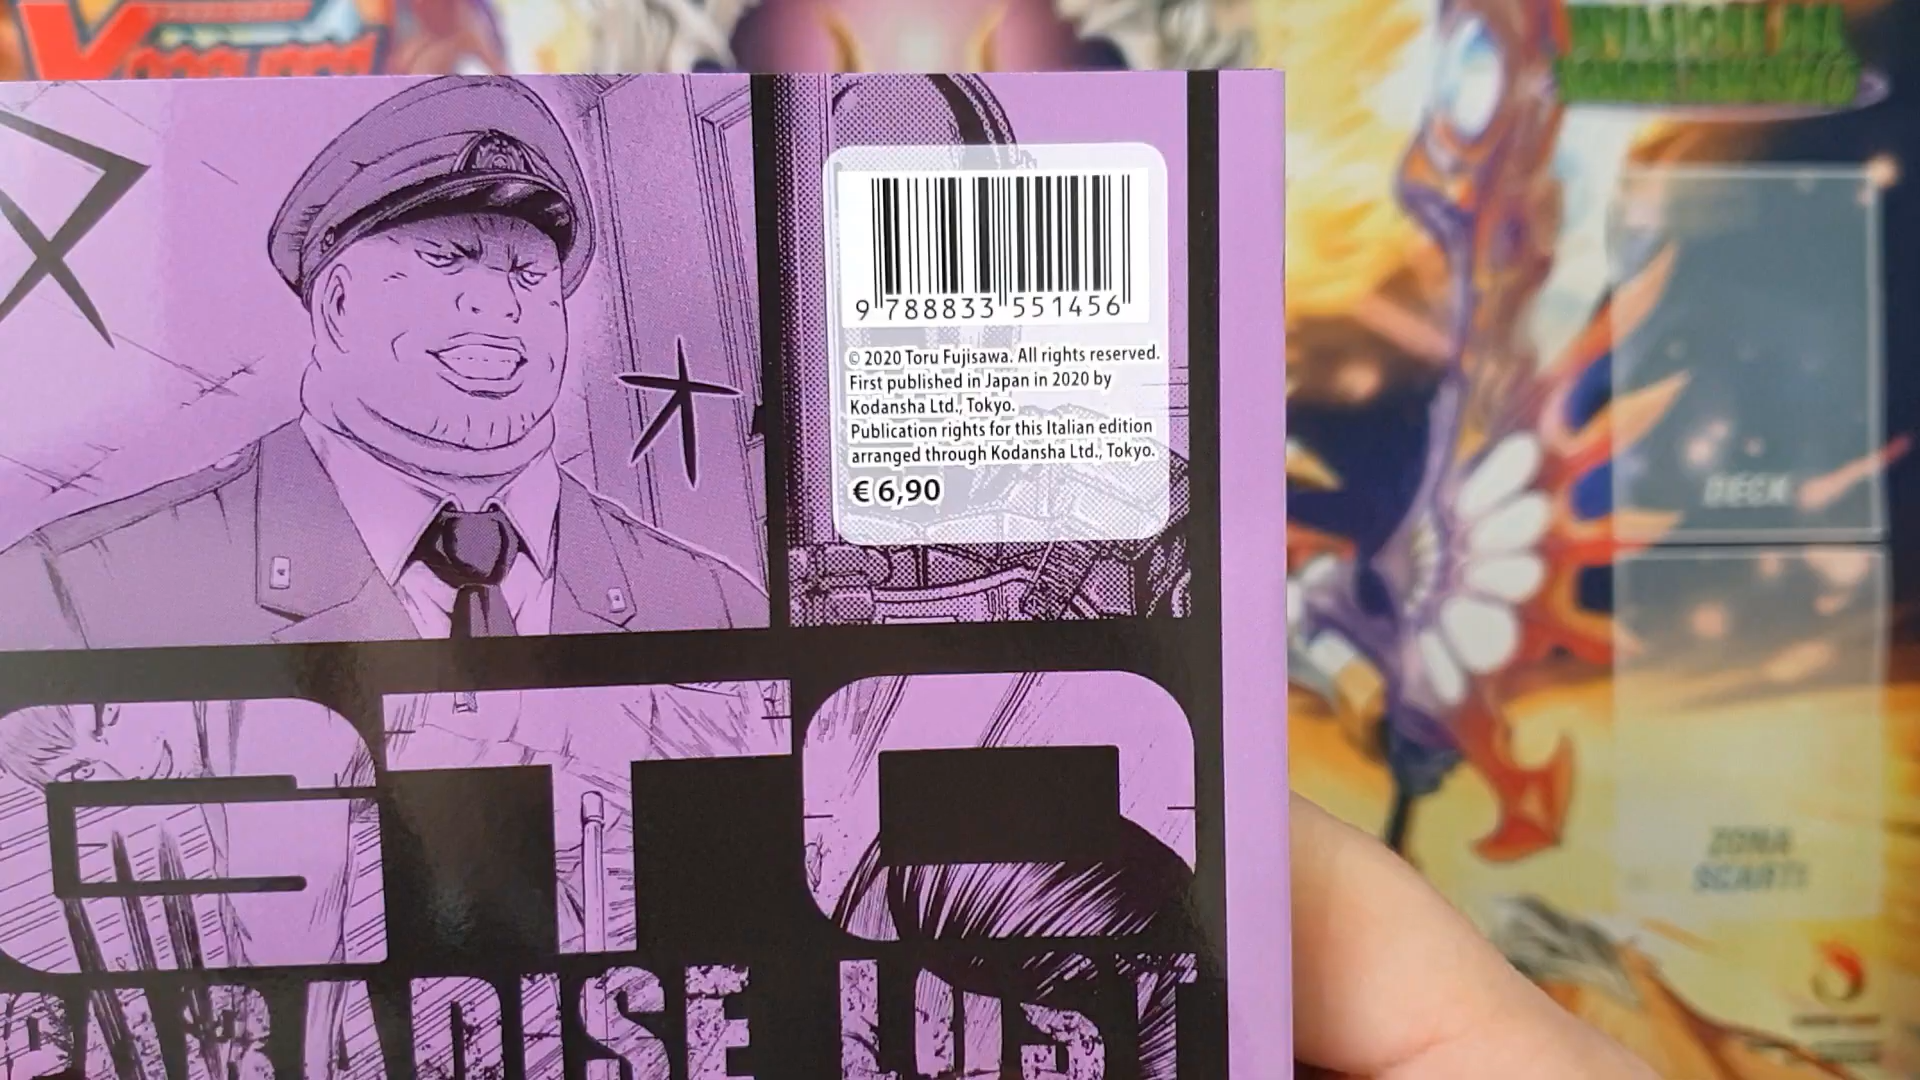 9 788833 551456
© 2020 Toru Fujisawa. All rights reserved.
First published in Japan in 2020 by
Kodansha Ltd., Tokyo.
Publication rights for this Italian edition
arranged through Kodansha Ltd., Tokyo.
€ 6,90
オ
GTO
PARADISE LOST
DECK
ZONA
SCARTI